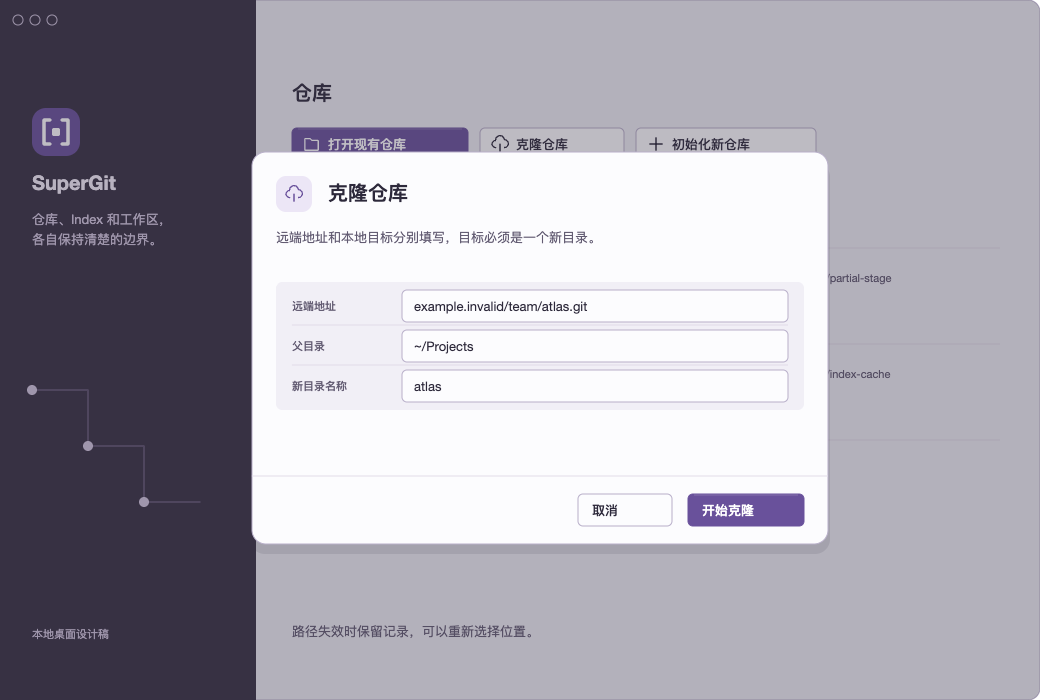 SuperGit
仓库、Index 和工作区，
各自保持清楚的边界。
本地桌面设计稿
仓库
打开现有仓库
克隆仓库
初始化新仓库
/partial-stage
/index-cache
克隆仓库
远端地址和本地目标分别填写，目标必须是一个新目录。
远端地址
example.invalid/team/atlas.git
父目录
~/Projects
新目录名称
atlas
取消
开始克隆
路径失效时保留记录，可以重新选择位置。